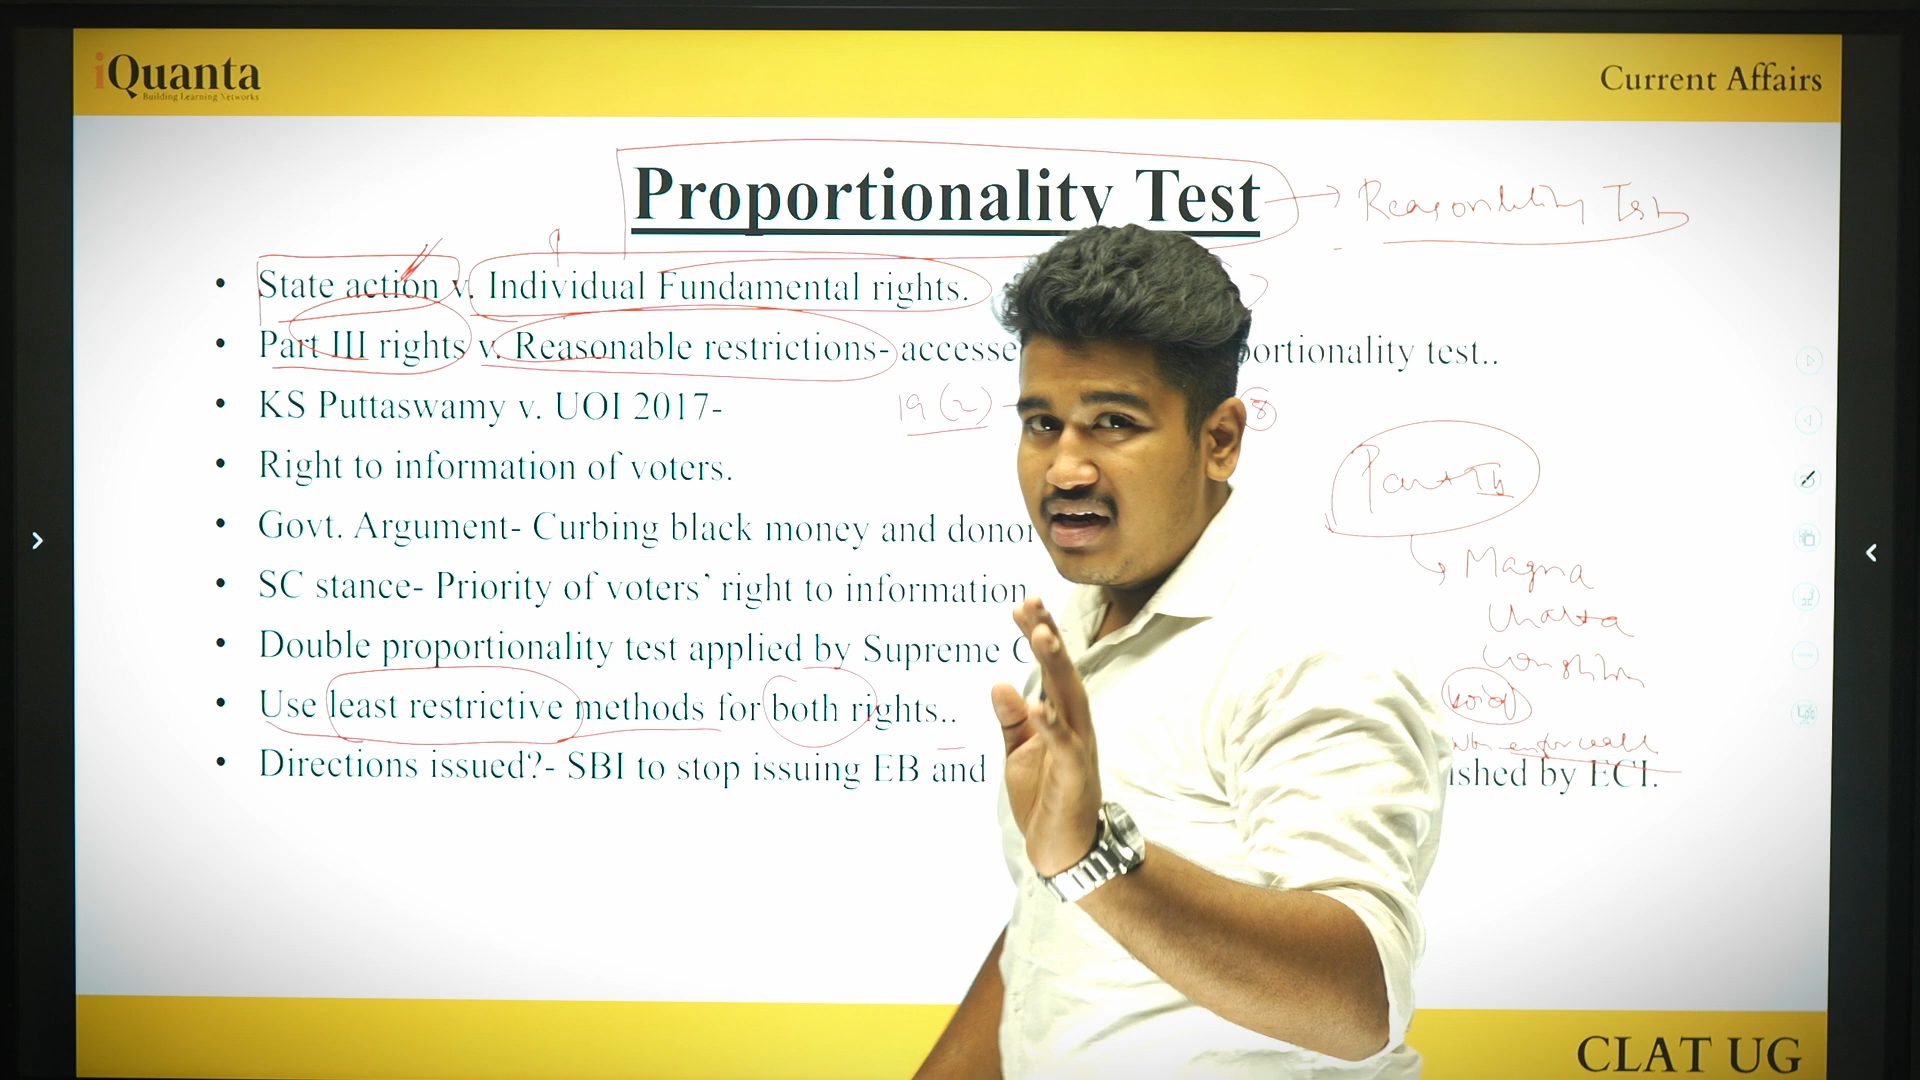 iQuanta
Building Learning Networks
Current Affairs
Proportionality Test
Reasonability Test
• State action v. Individual Fundamental rights.
• Part III rights v. Reasonable restrictions- accesse ortionality test..
• KS Puttaswamy v. UOI 2017-
19(2)
8
• Right to information of voters.
Part III
• Govt. Argument- Curbing black money and donor
Magna
• SC stance- Priority of voters' right to information
Charta
• Double proportionality test applied by Supreme C
• Use least restrictive methods for both rights..
void
• Directions issued?- SBI to stop issuing EB and ished by ECI.
CLAT UG